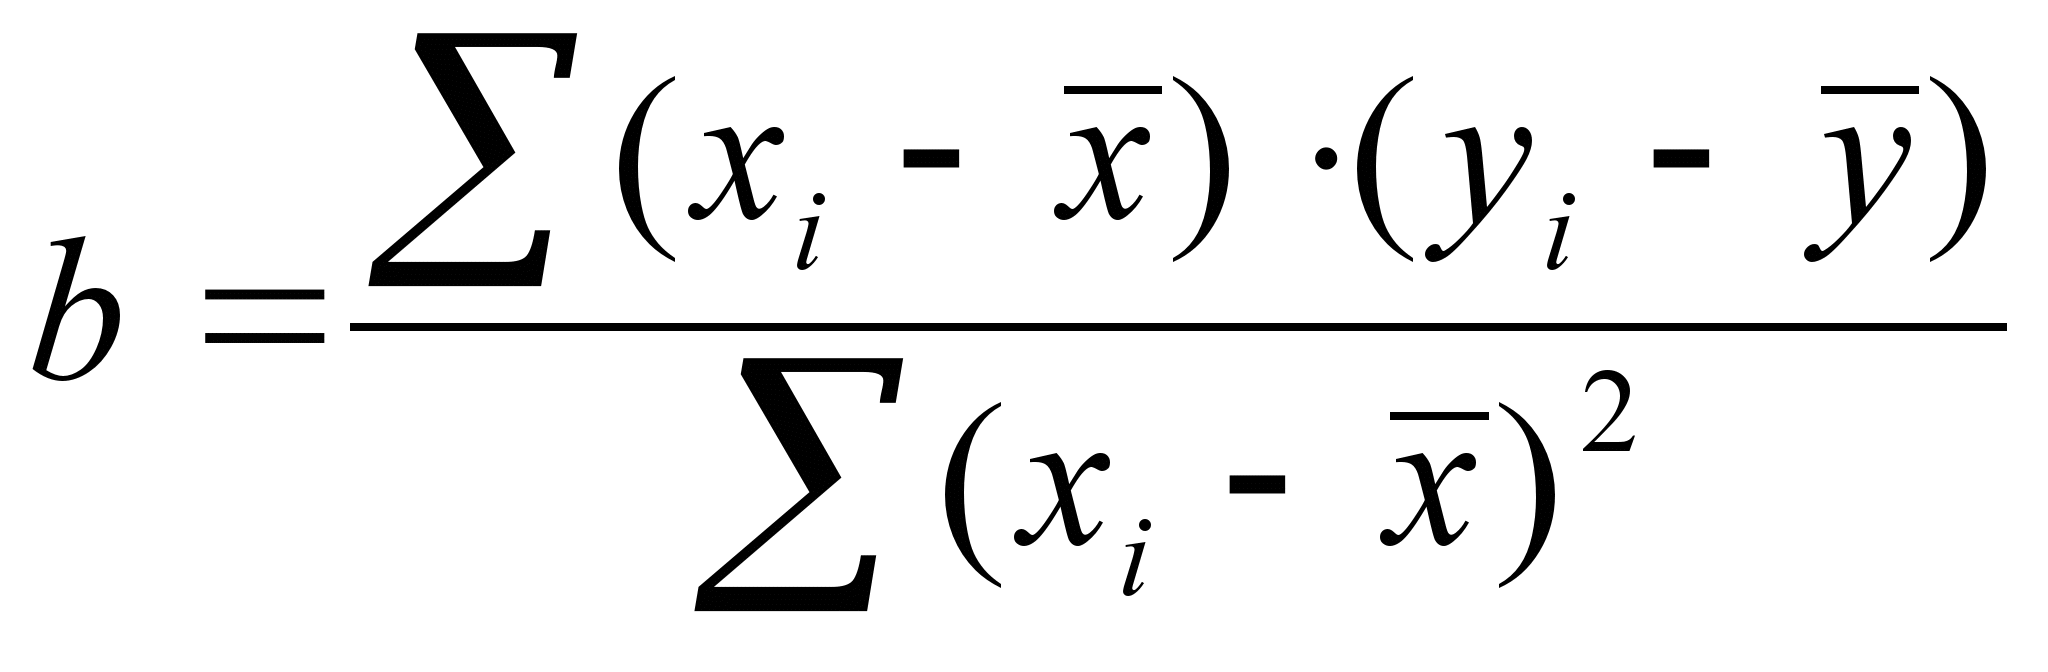 b = ∑(x_i - x̅)·(y_i - y̅) / ∑(x_i - x̅)²